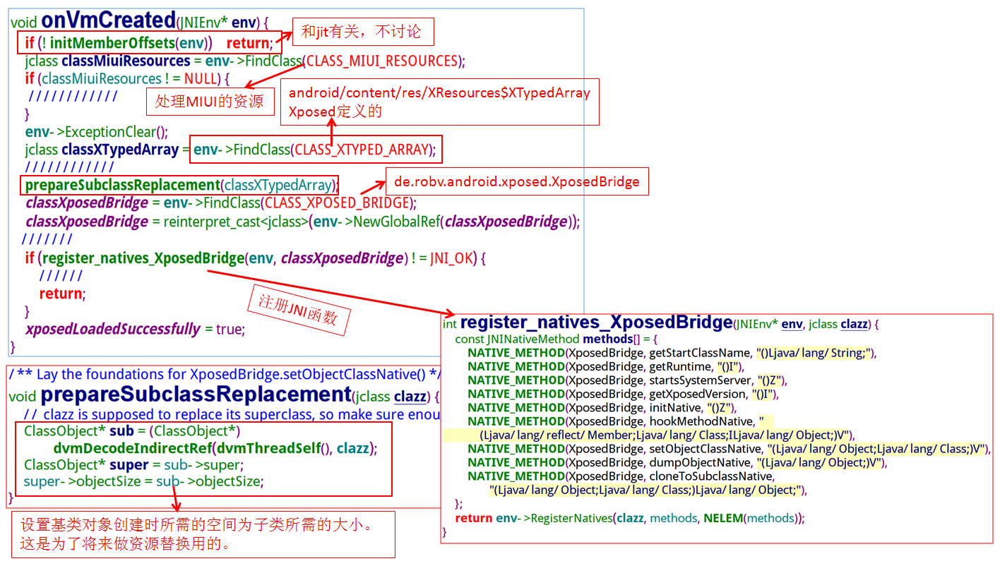 void onVmCreated(JNIEnv* env) {
if (! initMemberOffsets(env)) return;
和jit有关，不讨论
jclass classMiuiResources = env->FindClass(CLASS_MIUI_RESOURCES);
if (classMiuiResources != NULL) {
////////////
处理MIUI的资源
android/content/res/XResources$XTypedArray
Xposed定义的
}
env->ExceptionClear();
jclass classXTypedArray = env->FindClass(CLASS_XTYPED_ARRAY);
////////////
prepareSubclassReplacement(classXTypedArray);
de.robv.android.xposed.XposedBridge
classXposedBridge = env->FindClass(CLASS_XPOSED_BRIDGE);
classXposedBridge = reinterpret_cast<jclass>(env->NewGlobalRef(classXposedBridge));
///////
if (register_natives_XposedBridge(env, classXposedBridge) != JNI_OK) {
//////
return;
}
注册JNI函数
xposedLoadedSuccessfully = true;
}
/** Lay the foundations for XposedBridge.setObjectClassNative() */
void prepareSubclassReplacement(jclass clazz) {
// clazz is supposed to replace its superclass, so make sure enou
ClassObject* sub = (ClassObject*)
dvmDecodeIndirectRef(dvmThreadSelf(), clazz);
ClassObject* super = sub->super;
super->objectSize = sub->objectSize;
}
设置基类对象创建时所需的空间为子类所需的大小。
这是为了将来做资源替换用的。
int register_natives_XposedBridge(JNIEnv* env, jclass clazz) {
const JNINativeMethod methods[] = {
NATIVE_METHOD(XposedBridge, getStartClassName, "()Ljava/lang/String;"),
NATIVE_METHOD(XposedBridge, getRuntime, "()I"),
NATIVE_METHOD(XposedBridge, startsSystemServer, "()Z"),
NATIVE_METHOD(XposedBridge, getXposedVersion, "()I"),
NATIVE_METHOD(XposedBridge, initNative, "()Z"),
NATIVE_METHOD(XposedBridge, hookMethodNative, "
(Ljava/lang/reflect/Member;Ljava/lang/Class;ILjava/lang/Object;)V"),
NATIVE_METHOD(XposedBridge, setObjectClassNative, "(Ljava/lang/Object;Ljava/lang/Class;)V"),
NATIVE_METHOD(XposedBridge, dumpObjectNative, "(Ljava/lang/Object;)V"),
NATIVE_METHOD(XposedBridge, cloneToSubclassNative,
"(Ljava/lang/Object;Ljava/lang/Class;)Ljava/lang/Object;"),
};
return env->RegisterNatives(clazz, methods, NELEM(methods));
}